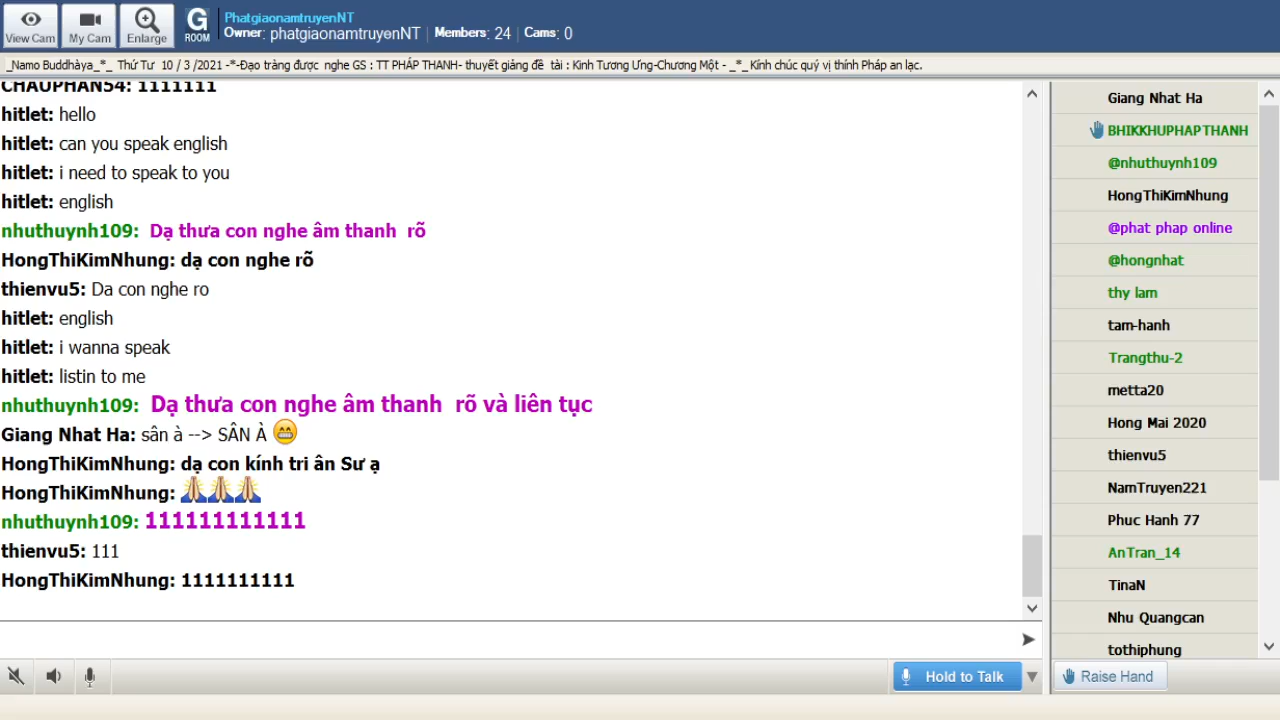 PhatgiaonamtruyenNT
Owner: phatgiaonamtruyenNT | Members: 24 | Cams: 0
View Cam
My Cam
Enlarge
G ROOM
_Namo Buddhàya_*_ Thứ Tư 10 / 3 /2021 -*-Đạo tràng được nghe GS : TT PHÁP THANH- thuyết giảng đề tài : Kinh Tương Ưng-Chương Một - _*_Kính chúc quý vị thính Pháp an lạc.
CHAUPHAN54: 1111111
hitlet: hello
hitlet: can you speak english
hitlet: i need to speak to you
hitlet: english
nhuthuynh109: Dạ thưa con nghe âm thanh rõ
HongThiKimNhung: dạ con nghe rõ
thienvu5: Da con nghe ro
hitlet: english
hitlet: i wanna speak
hitlet: listin to me
nhuthuynh109: Dạ thưa con nghe âm thanh rõ và liên tục
Giang Nhat Ha: sân à --> SÂN À
HongThiKimNhung: dạ con kính tri ân Sư ạ
HongThiKimNhung:
nhuthuynh109: 111111111111
thienvu5: 111
HongThiKimNhung: 1111111111
Giang Nhat Ha
BHIKKHUPHAPTHANH
@nhuthuynh109
HongThiKimNhung
@phat phap online
@hongnhat
thy lam
tam-hanh
Trangthu-2
metta20
Hong Mai 2020
thienvu5
NamTruyen221
Phuc Hanh 77
AnTran_14
TinaN
Nhu Quangcan
tothiphung
Hold to Talk
Raise Hand